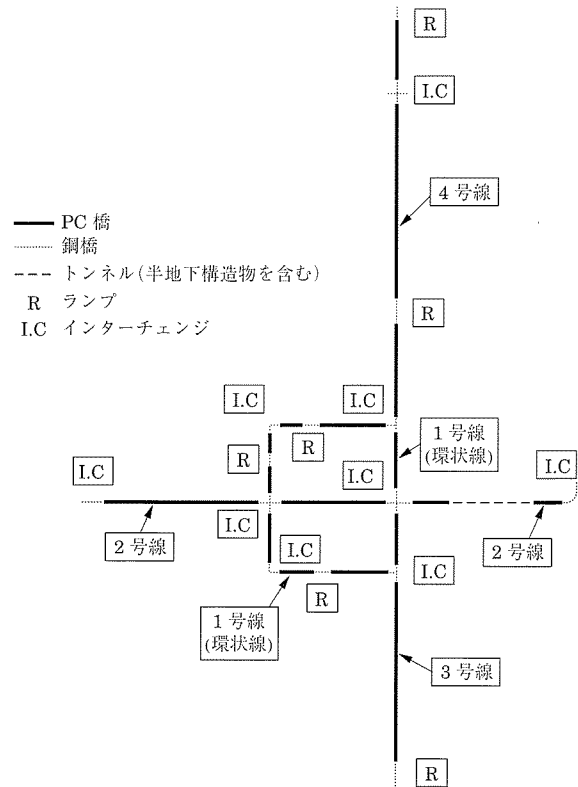 R
I.C
4号線
PC橋
鋼橋
トンネル(半地下構造物を含む)
R ランプ
I.C インターチェンジ
R
I.C
I.C
R
1号線
(環状線)
R
I.C
I.C
I.C
I.C
2号線
I.C
2号線
I.C
R
1号線
(環状線)
3号線
R